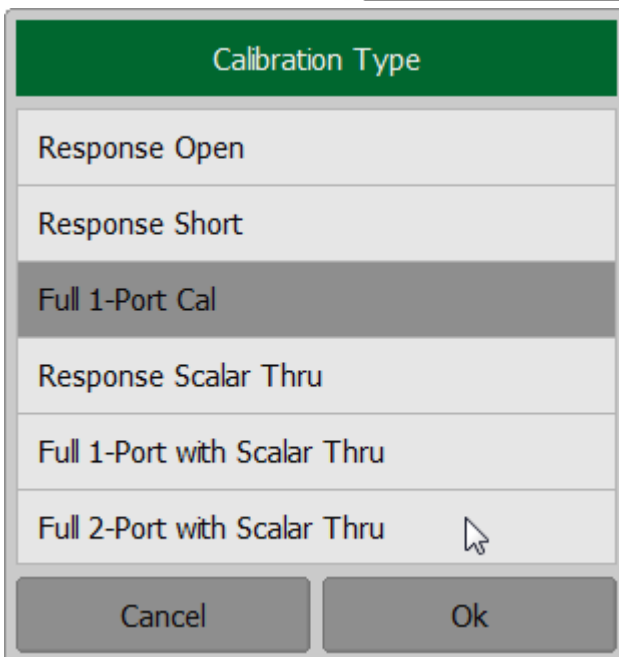 Calibration Type
Response Open
Response Short
Full 1-Port Cal
Response Scalar Thru
Full 1-Port with Scalar Thru
Full 2-Port with Scalar Thru
Cancel
Ok